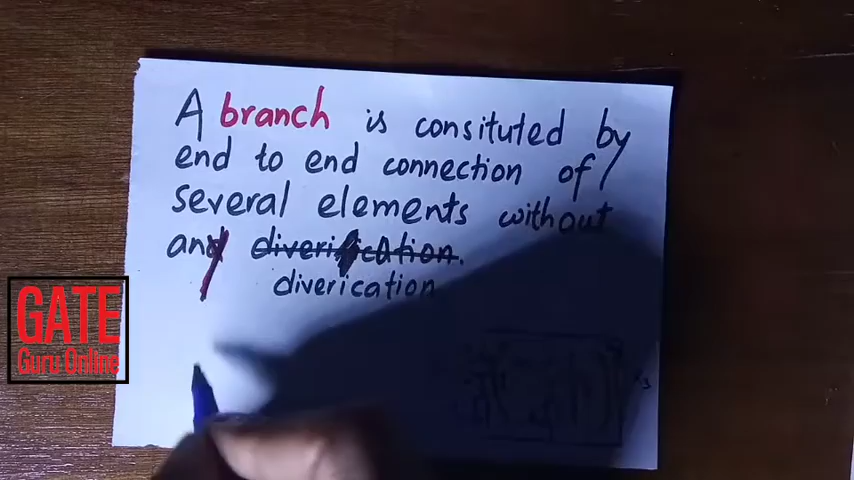 A branch is consituted by
end to end connection of
several elements without
any diverification.
diverication
GATE
Guru Online